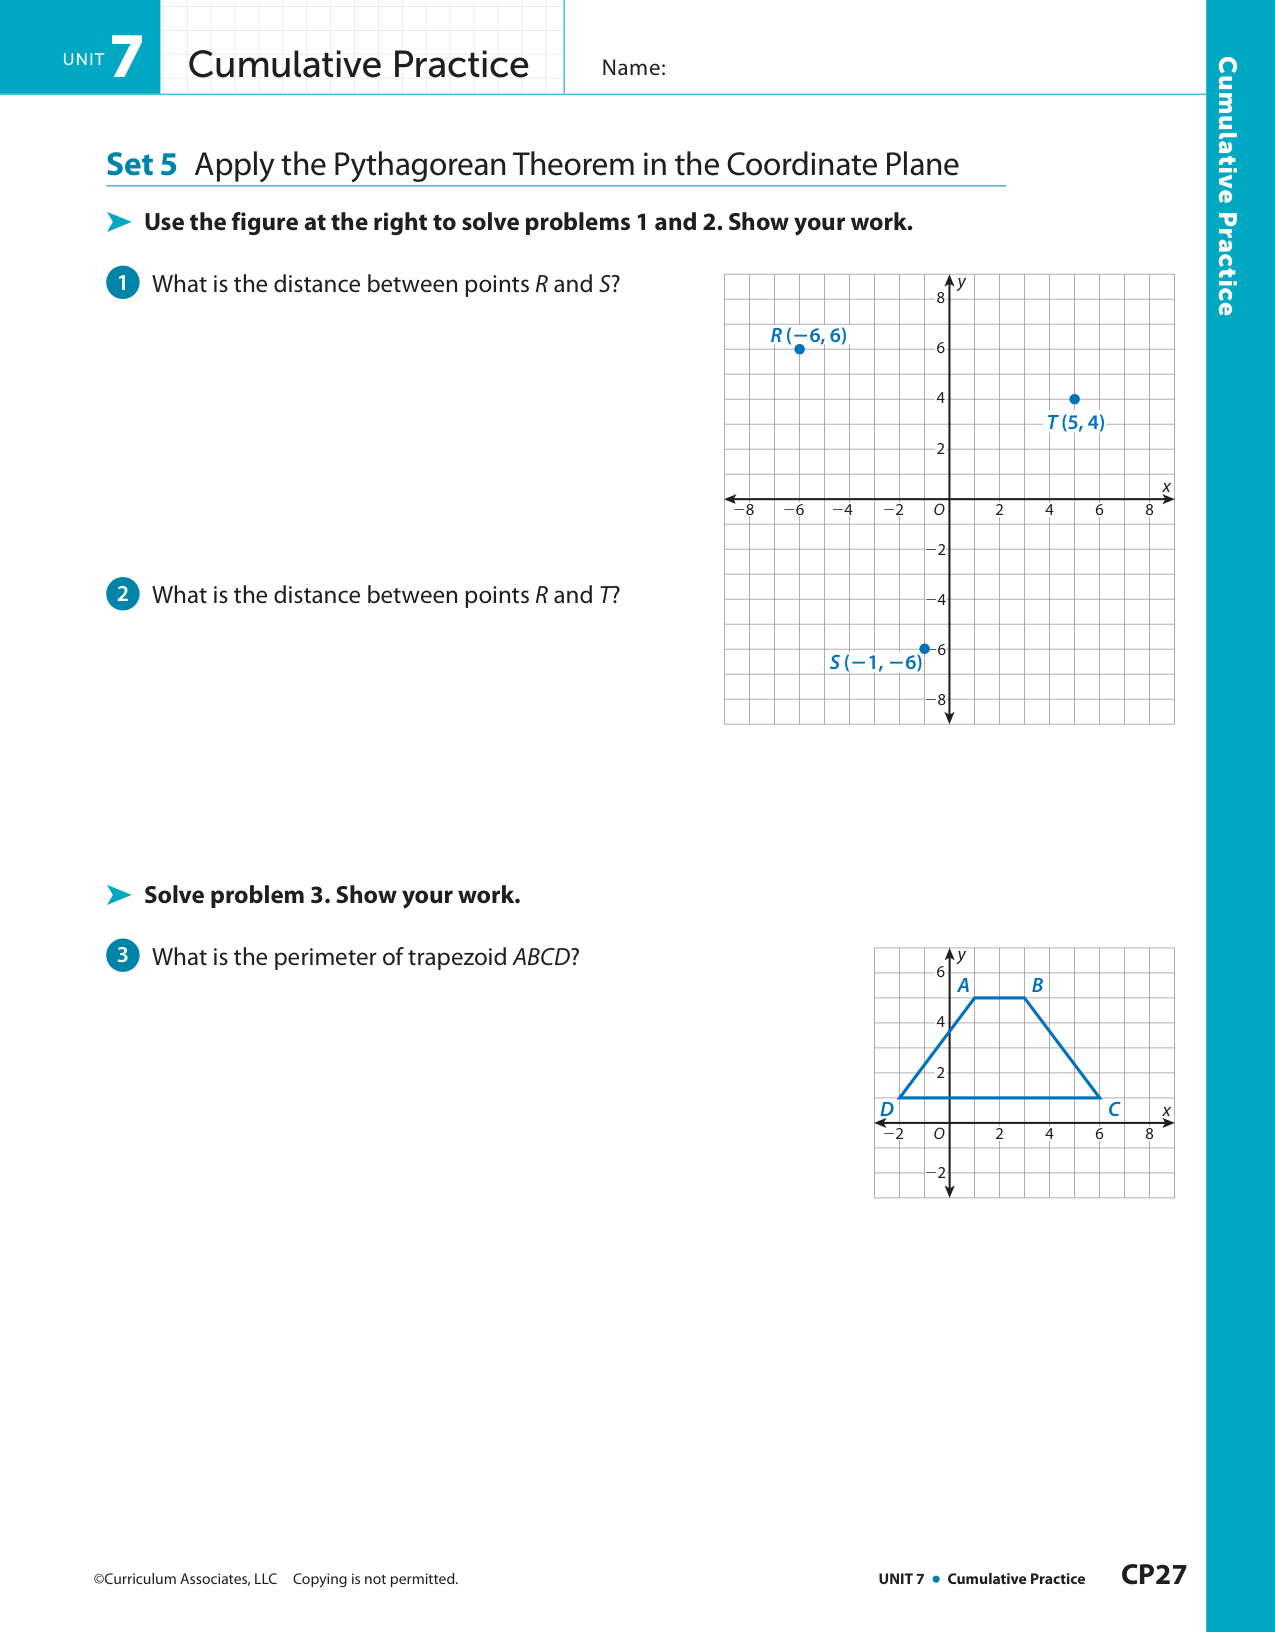 UNIT 7 Cumulative Practice Name:
Cumulative Practice
Set 5 Apply the Pythagorean Theorem in the Coordinate Plane
Use the figure at the right to solve problems 1 and 2. Show your work.
1 What is the distance between points R and S?
y
8
R (−6, 6)
6
4
T (5, 4)
2
x
−8 −6 −4 −2 O 2 4 6 8
−2
−4
−6
S (−1, −6)
−8
2 What is the distance between points R and T?
Solve problem 3. Show your work.
3 What is the perimeter of trapezoid ABCD?
y
6
A B
4
2
D C x
−2 O 2 4 6 8
−2
©Curriculum Associates, LLC Copying is not permitted.
UNIT 7 • Cumulative Practice CP27